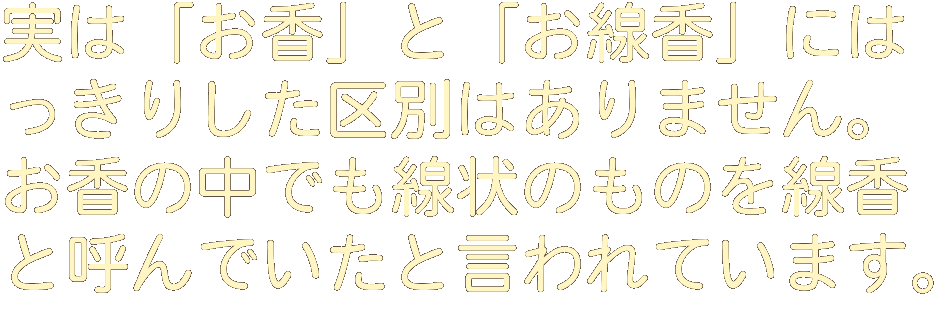 実は「お香」と「お線香」には
っきりした区別はありません。
お香の中でも線状のものを線香
と呼んでいたと言われています。